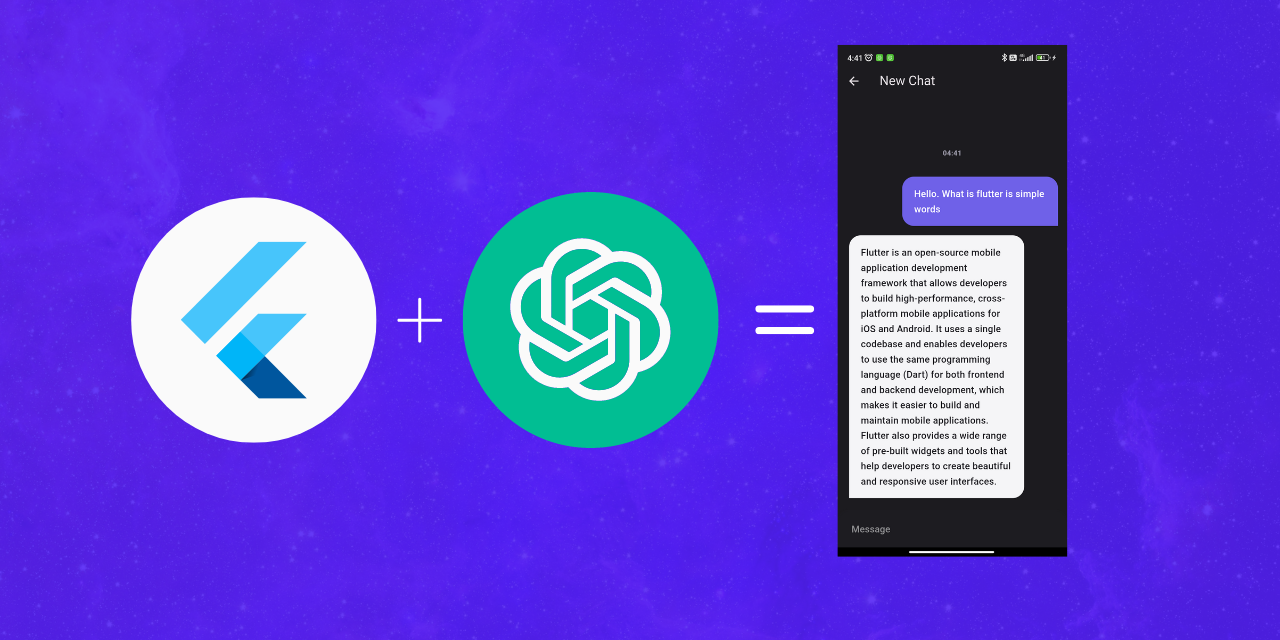 4:41
New Chat
04:41
Hello. What is flutter is simple
words
Flutter is an open-source mobile
application development
framework that allows developers
to build high-performance, cross-
platform mobile applications for
iOS and Android. It uses a single
codebase and enables developers
to use the same programming
language (Dart) for both frontend
and backend development, which
makes it easier to build and
maintain mobile applications.
Flutter also provides a wide range
of pre-built widgets and tools that
help developers to create beautiful
and responsive user interfaces.
Message